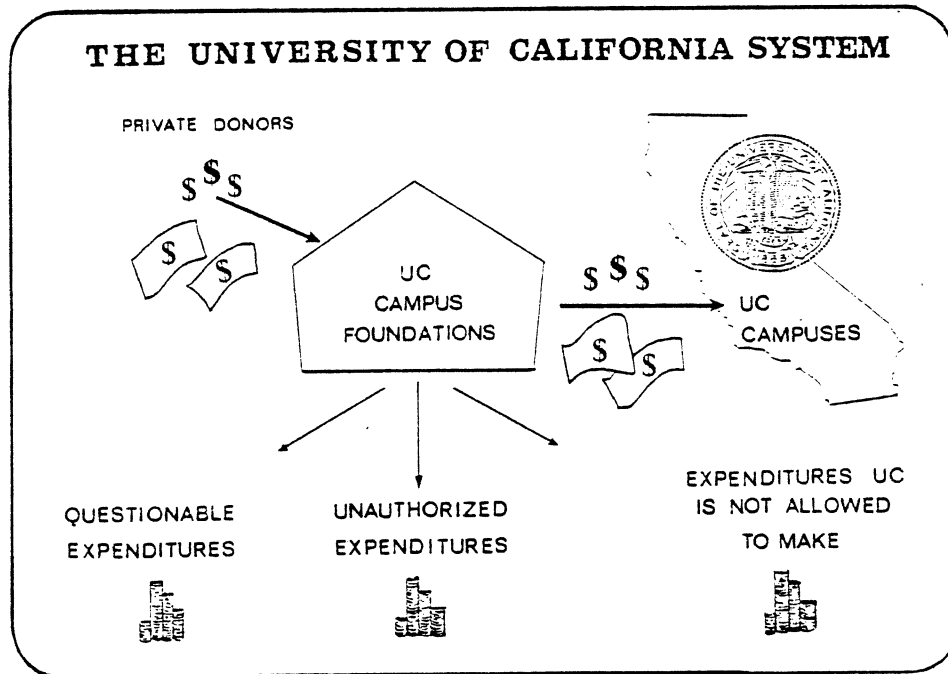 THE UNIVERSITY OF CALIFORNIA SYSTEM
PRIVATE DONORS
$ $ $
$ $
UC
CAMPUS
FOUNDATIONS
$ $ $
$ $
UC
CAMPUSES
QUESTIONABLE
EXPENDITURES
UNAUTHORIZED
EXPENDITURES
EXPENDITURES UC
IS NOT ALLOWED
TO MAKE